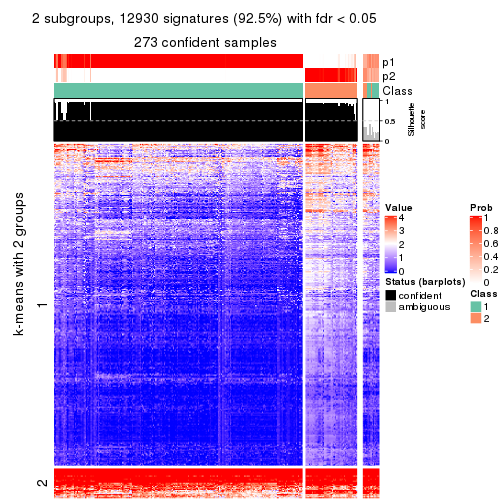 2 subgroups, 12930 signatures (92.5%) with fdr < 0.05
273 confident samples
p1
p2
Class
1
0.5
0
Silhouette
score
k-means with 2 groups
1
2
Value
4
3
2
1
0
Status (barplots)
confident
ambiguous
Prob
1
0.8
0.6
0.4
0.2
0
Class
1
2